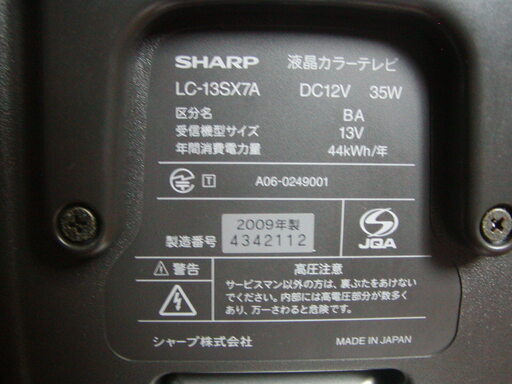 SHARP 液晶カラーテレビ
LC-13SX7A DC12V 35W
区分名 BA
受信機型サイズ 13V
年間消費電力量 44kWh/年
T A06-0249001
2009年製
製造番号 4342112
JQA
警告 高圧注意
サービスマン以外の方は、裏ぶたをあけない
でください。内部には高電圧部分が数多く
あり、万一さわると危険です。
シャープ株式会社 MADE IN JAPAN